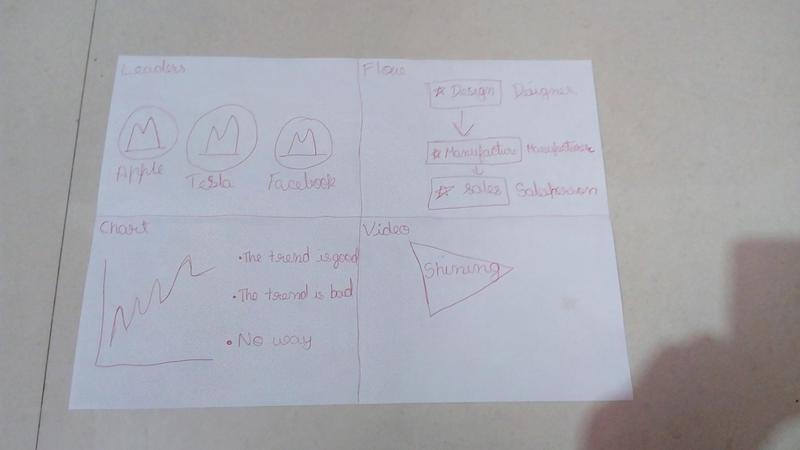 Leaders
M
M
M
Apple
Tesla
Facebook
Flow
Design Designer
Manufacture
Sales Salesperson
Chart
• The trend is good
• The trend is bad
• No way
Video
Shining